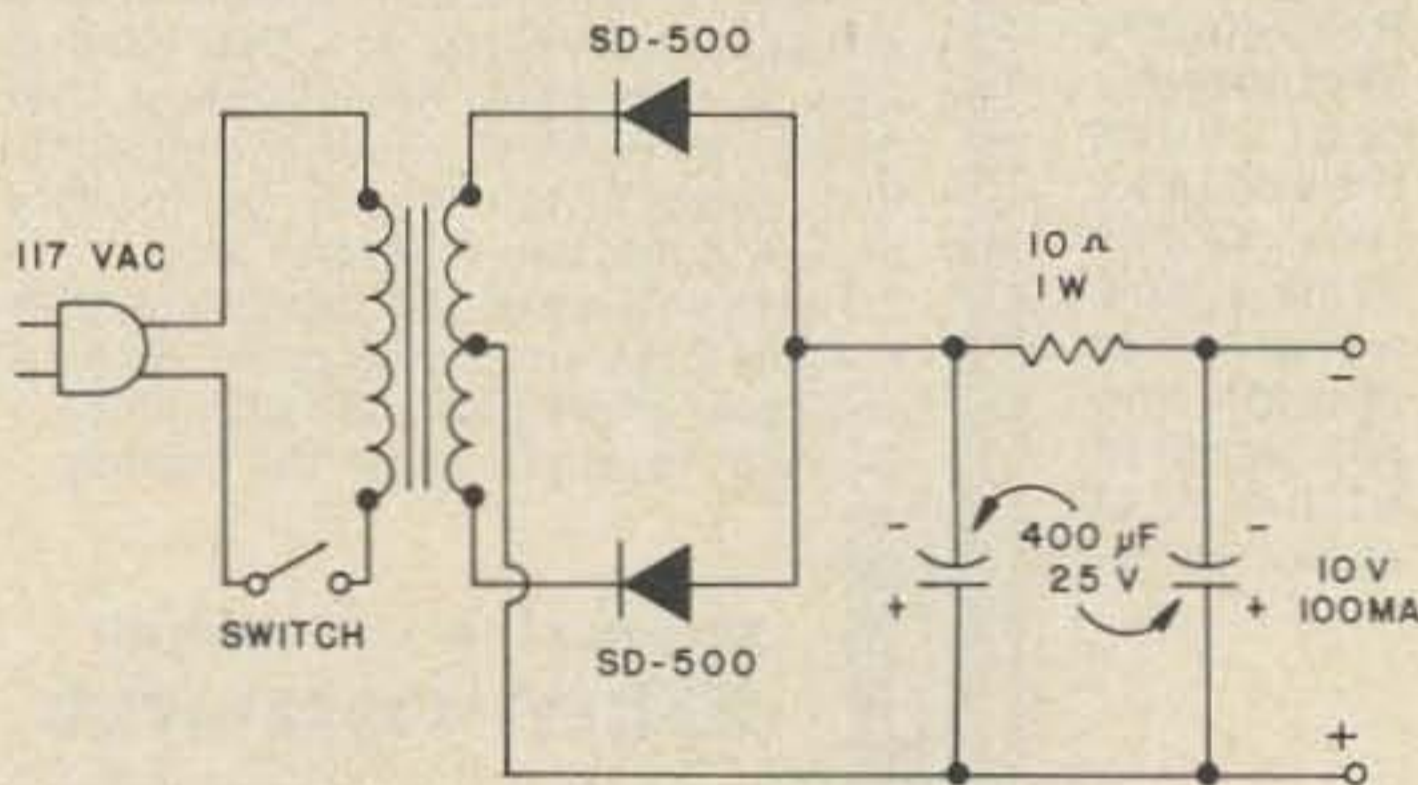 SD-500
117 VAC
10 Ω
1 W
-
- 400 µF -
25 V
10 V
+ + 100MA
SWITCH
SD-500
+